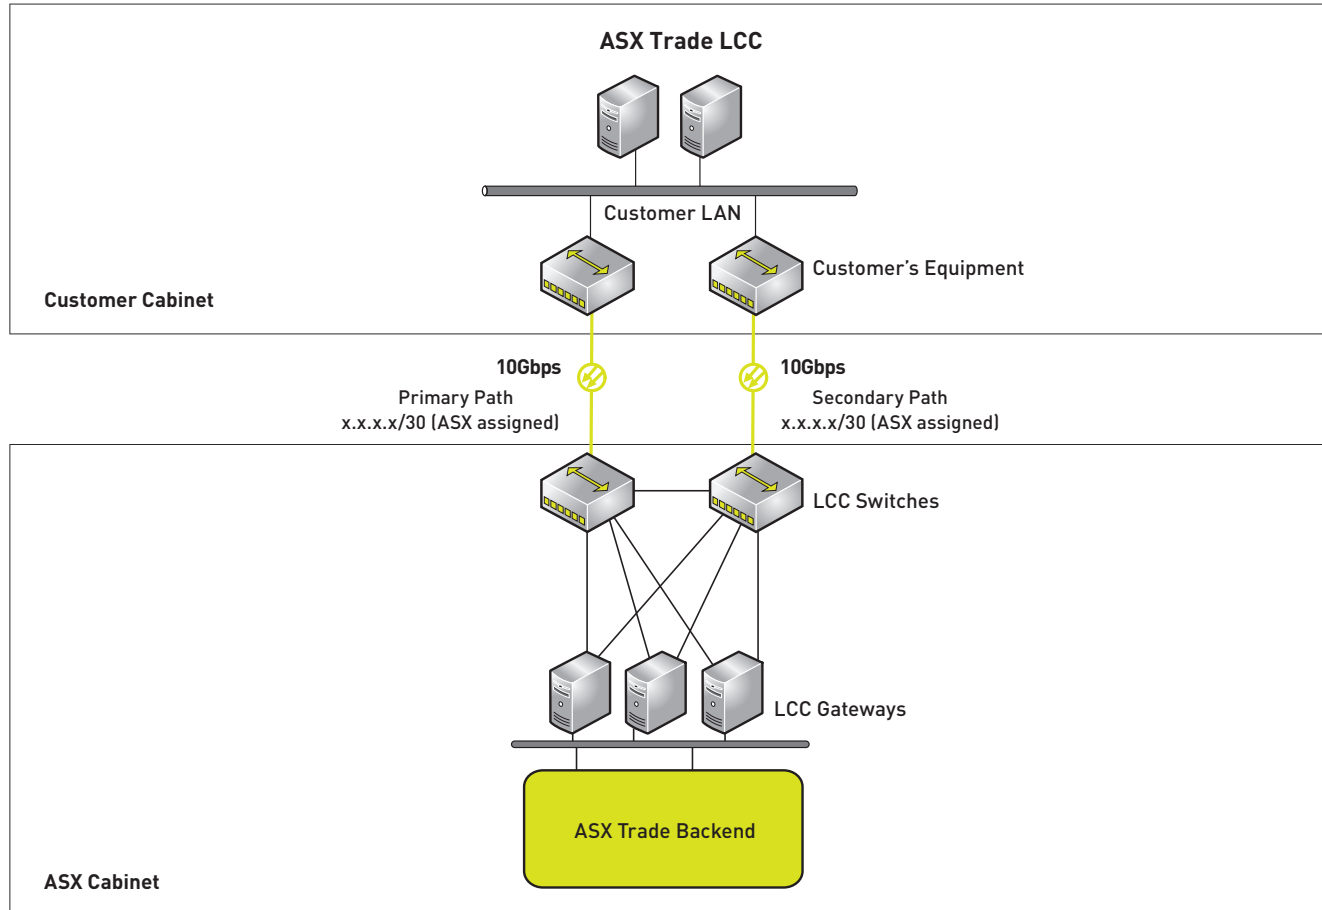 ASX Trade LCC
Customer LAN
Customer’s Equipment
Customer Cabinet
10Gbps
Primary Path
x.x.x.x/30 (ASX assigned)
10Gbps
Secondary Path
x.x.x.x/30 (ASX assigned)
LCC Switches
LCC Gateways
ASX Trade Backend
ASX Cabinet